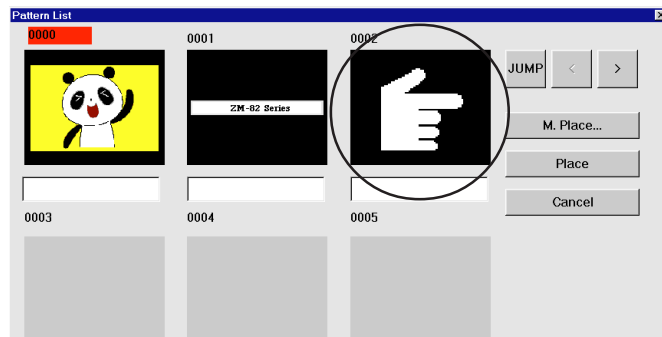 Pattern List
0000
0001
0002
JUMP < >
ZM-82 Series
M. Place...
Place
Cancel
0003
0004
0005